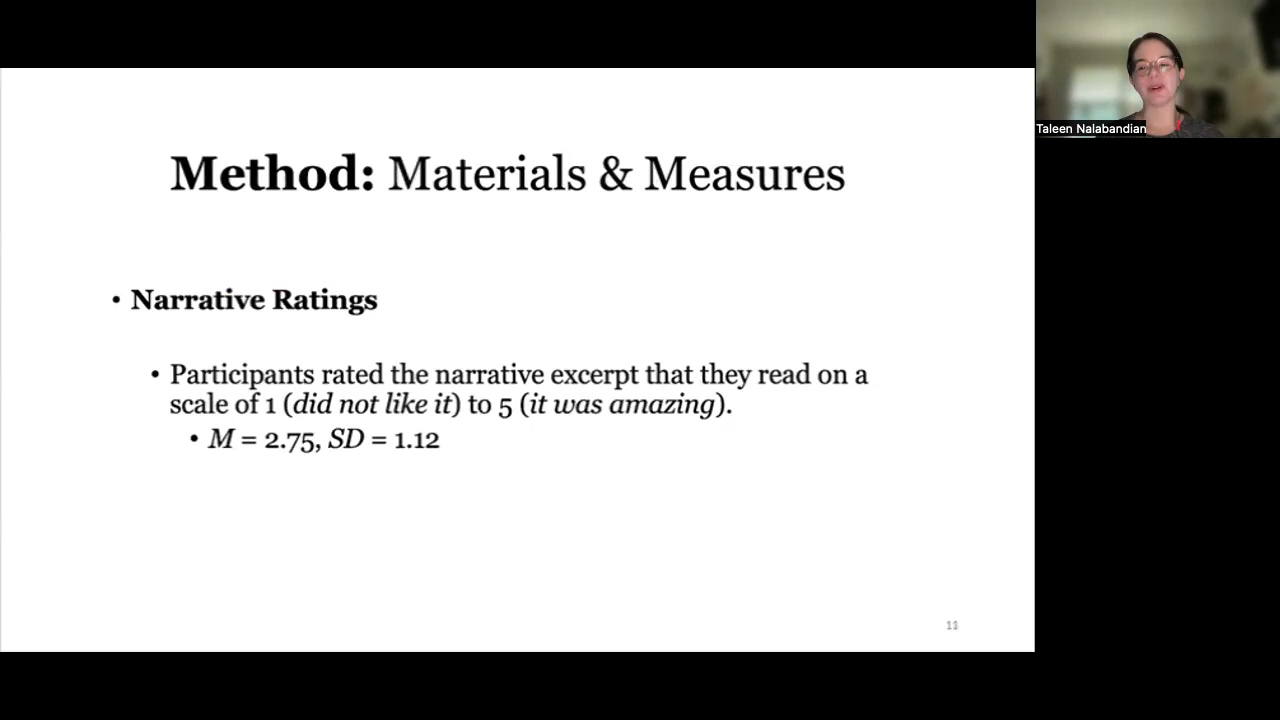 Taleen Nalabandian
Method: Materials & Measures
• Narrative Ratings
• Participants rated the narrative excerpt that they read on a
scale of 1 (did not like it) to 5 (it was amazing).
• M = 2.75, SD = 1.12
11